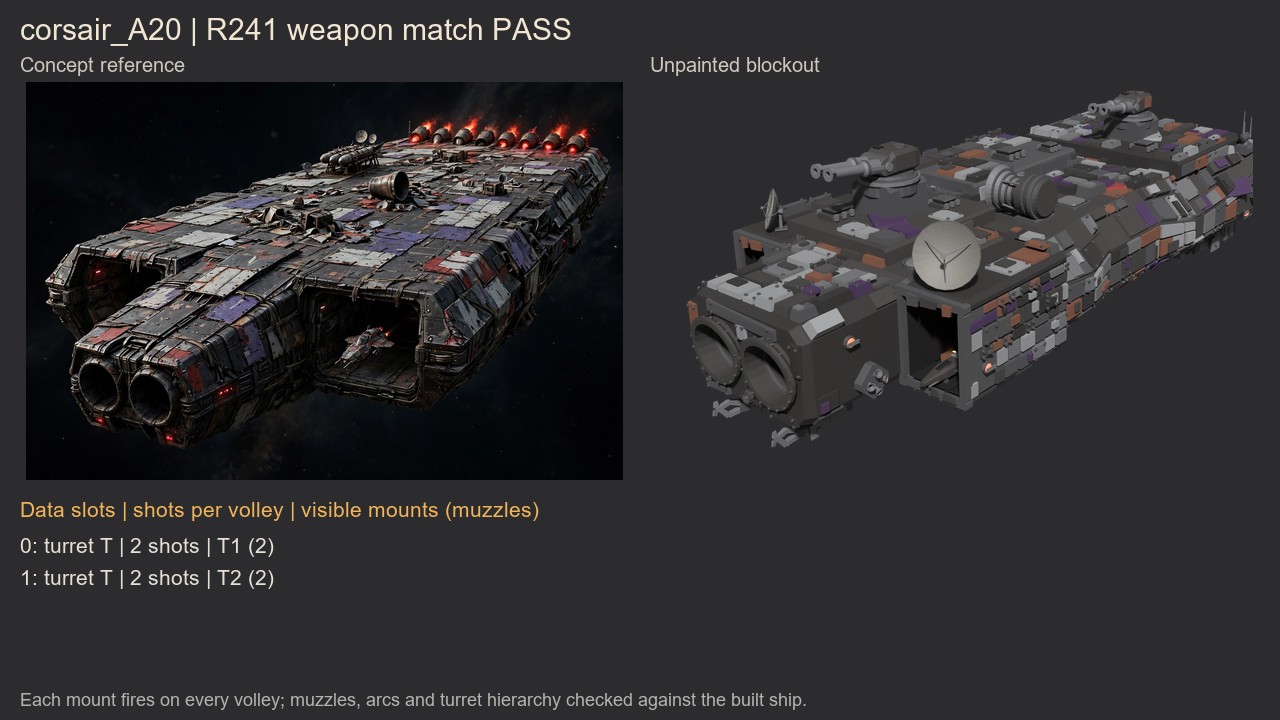 corsair_A20 | R241 weapon match PASS
Concept reference
Unpainted blockout
Data slots | shots per volley | visible mounts (muzzles)
0: turret T | 2 shots | T1 (2)
1: turret T | 2 shots | T2 (2)
Each mount fires on every volley; muzzles, arcs and turret hierarchy checked against the built ship.